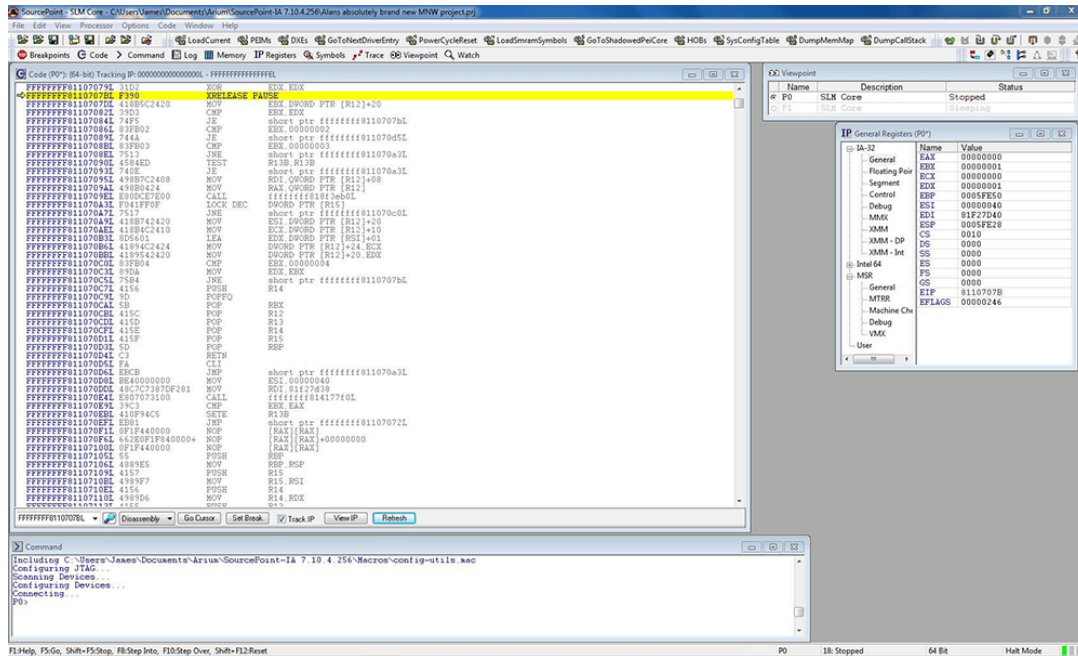 SourcePoint - SLM Core - C:\Users\James\Documents\Arium\SourcePoint-IA 7.10.4.256\Alans absolutely brand new MNW project.prj
File Edit View Processor Options Code Window Help
LoadCurrent PEIMs DXEs GoToNextDriverEntry PowerCycleReset LoadSmramSymbols GoToShadowedPeiCore HOBs SysConfigTable DumpMemMap DumpCallStack
Breakpoints Code Command Log Memory IP Registers Symbols Trace Viewpoint Watch
Code (P0*): (64-bit) Tracking IP: 0000000000000000L - FFFFFFFFFFFFFFFFL
FFFFFFFF81107079L 31D2 XOR EDX,EDX
FFFFFFFF8110707BL F390 XRELEASE PAUSE
FFFFFFFF8110707DL 418B5C2420 MOV EBX,DWORD PTR [R12]+20
FFFFFFFF81107082L 39D3 CMP EBX,EDX
FFFFFFFF81107084L 74F5 JE short ptr ffffffff8110707bL
FFFFFFFF81107086L 83FB02 CMP EBX,00000002
FFFFFFFF81107089L 744A JE short ptr ffffffff811070d5L
FFFFFFFF8110708BL 83FB03 CMP EBX,00000003
FFFFFFFF8110708EL 7513 JNE short ptr ffffffff811070a3L
FFFFFFFF81107090L 4584ED TEST R13B,R13B
FFFFFFFF81107093L 740E JE short ptr ffffffff811070a3L
FFFFFFFF81107095L 498B7C2408 MOV RDI,QWORD PTR [R12]+08
FFFFFFFF8110709AL 498B0424 MOV RAX,QWORD PTR [R12]
FFFFFFFF8110709EL E80DCE7E00 CALL ffffffff818f3eb0L
FFFFFFFF811070A3L F041FF0F LOCK DEC DWORD PTR [R15]
FFFFFFFF811070A7L 7517 JNE short ptr ffffffff811070c0L
FFFFFFFF811070A9L 418B742420 MOV ESI,DWORD PTR [R12]+20
FFFFFFFF811070AEL 418B4C2410 MOV ECX,DWORD PTR [R12]+10
FFFFFFFF811070B3L 8D5601 LEA EDX,DWORD PTR [RSI]+01
FFFFFFFF811070B6L 41894C2424 MOV DWORD PTR [R12]+24,ECX
FFFFFFFF811070BBL 4189542420 MOV DWORD PTR [R12]+20,EDX
FFFFFFFF811070C0L 83FB04 CMP EBX,00000004
FFFFFFFF811070C3L 89DA MOV EDX,EBX
FFFFFFFF811070C5L 75B4 JNE short ptr ffffffff8110707bL
FFFFFFFF811070C7L 4156 PUSH R14
FFFFFFFF811070C9L 9D POPFQ
FFFFFFFF811070CAL 5B POP RBX
FFFFFFFF811070CBL 415C POP R12
FFFFFFFF811070CDL 415D POP R13
FFFFFFFF811070CFL 415E POP R14
FFFFFFFF811070D1L 415F POP R15
FFFFFFFF811070D3L 5D POP RBP
FFFFFFFF811070D4L C3 RETN
FFFFFFFF811070D5L FA CLI
FFFFFFFF811070D6L EBCB JMP short ptr ffffffff811070a3L
FFFFFFFF811070D8L BE40000000 MOV ESI,00000040
FFFFFFFF811070DDL 48C7C7387DF281 MOV RDI,81f27d38
FFFFFFFF811070E4L E807073100 CALL ffffffff814177f0L
FFFFFFFF811070E9L 39C3 CMP EBX,EAX
FFFFFFFF811070EBL 410F94C5 SETE R13B
FFFFFFFF811070EFL EB81 JMP short ptr ffffffff81107072L
FFFFFFFF811070F1L 0F1F440000 NOP [RAX][RAX]
FFFFFFFF811070F6L 662E0F1F840000+ NOP [RAX][RAX]+00000000
FFFFFFFF81107100L 0F1F440000 NOP [RAX][RAX]
FFFFFFFF81107105L 55 PUSH RBP
FFFFFFFF81107106L 4889E5 MOV RBP,RSP
FFFFFFFF81107109L 4157 PUSH R15
FFFFFFFF8110710BL 4989F7 MOV R15,RSI
FFFFFFFF8110710EL 4156 PUSH R14
FFFFFFFF81107110L 4989D6 MOV R14,RDX
FFFFFFFF8110707BL Disassembly Go Cursor Set Break Track IP View IP Refresh
Viewpoint
Name Description Status
P0 SLM Core Stopped
P1 SLM Core Sleeping
IP General Registers (P0*)
IA-32
General
Floating Poir
Segment
Control
Debug
MMX
XMM
XMM - DP
XMM - Int
Intel 64
MSR
General
MTRR
Machine Che
Debug
VMX
User
Name Value
EAX 00000000
EBX 00000001
ECX 00000000
EDX 00000001
EBP 0005FE50
ESI 00000040
EDI 81F27D40
ESP 0005FE28
CS 0010
DS 0000
SS 0000
ES 0000
FS 0000
GS 0000
EIP 8110707B
EFLAGS 00000246
Command
Including C:\Users\James\Documents\Arium\SourcePoint-IA 7.10.4.256\Macros\config-utils.mac
Configuring JTAG...
Scanning Devices...
Configuring Devices...
Connecting...
P0>
F1:Help, F5:Go, Shift+F5:Stop, F8:Step Into, F10:Step Over, Shift+F12:Reset P0 18: Stopped 64 Bit Halt Mode